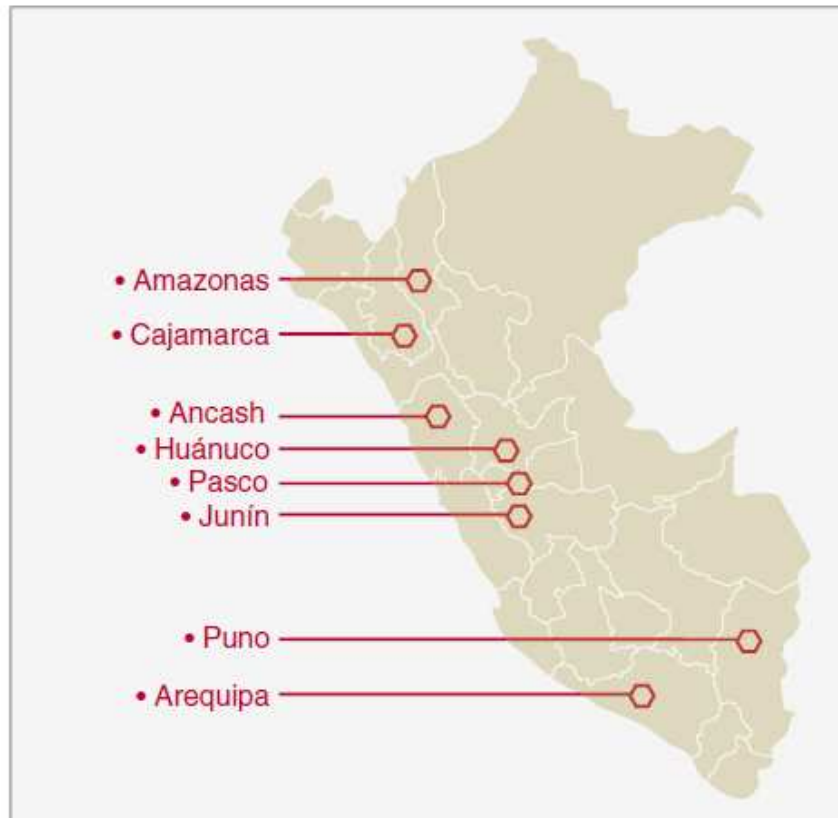 • Amazonas
• Cajamarca
• Ancash
• Huánuco
• Pasco
• Junín
• Puno
• Arequipa